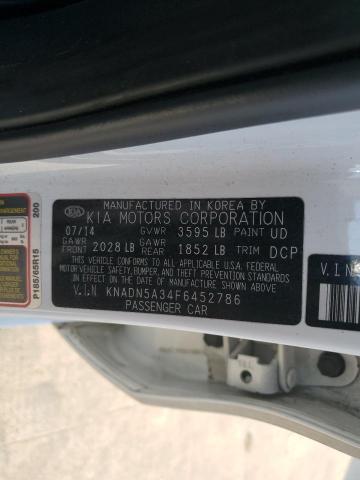 MANUFACTURED IN KOREA BY
KIA KIA MOTORS CORPORATION
07/14 GVWR 3595 LB PAINT UD
GAWR FRONT 2028 LB GAWR REAR 1852 LB TRIM DCP
THIS VEHICLE CONFORMS TO ALL APPLICABLE U.S.A. FEDERAL
MOTOR VEHICLE SAFETY, BUMPER, AND THEFT PREVENTION STANDARDS
IN EFFECT ON THE DATE OF MANUFACTURE SHOWN ABOVE.
V.I.N KNADN5A34F6452786
PASSENGER CAR
P185/65R15 200
V.I.N